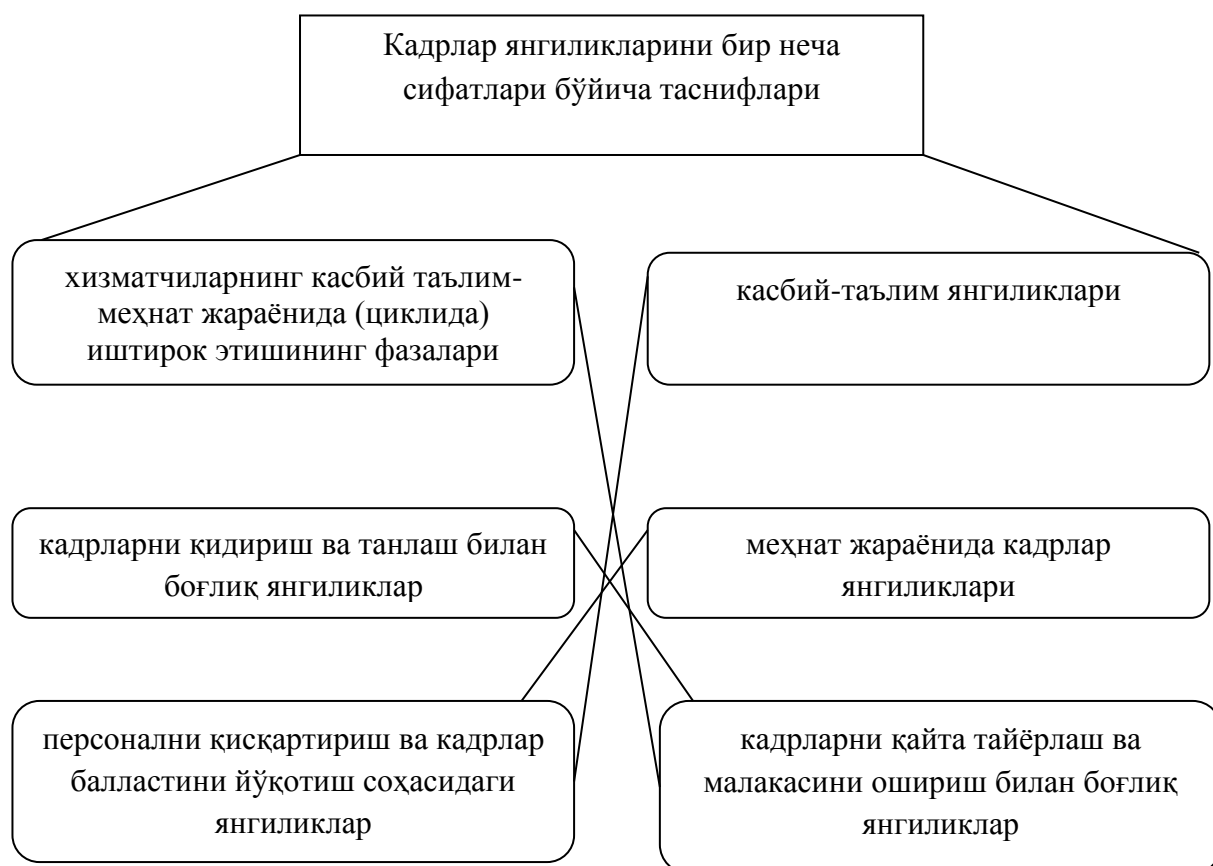 Кадрлар янгиликларини бир неча
сифатлари бўйича таснифлари
хизматчиларнинг касбий таълим-
меҳнат жараёнида (циклида)
иштирок этишининг фазалари
касбий-таълим янгиликлари
кадрларни қидириш ва танлаш билан
боғлиқ янгиликлар
меҳнат жараёнида кадрлар
янгиликлари
персонални қисқартириш ва кадрлар
балластини йўқотиш соҳасидаги
янгиликлар
кадрларни қайта тайёрлаш ва
малакасини ошириш билан боғлиқ
янгиликлар